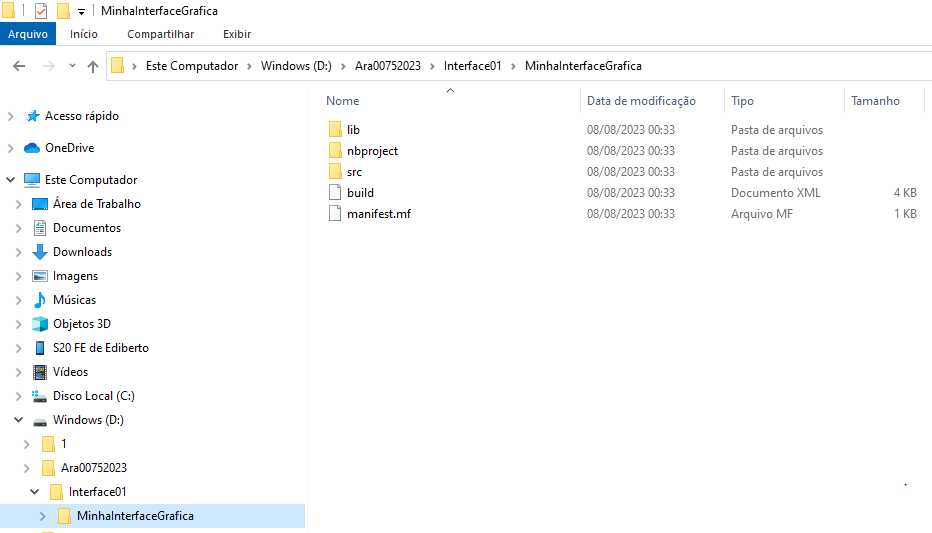 MinhaInterfaceGrafica
Arquivo Início Compartilhar Exibir
Este Computador Windows (D:) Ara00752023 Interface01 MinhaInterfaceGrafica
Acesso rápido
OneDrive
Este Computador
Área de Trabalho
Documentos
Downloads
Imagens
Músicas
Objetos 3D
S20 FE de Ediberto
Vídeos
Disco Local (C:)
Windows (D:)
1
Ara00752023
Interface01
MinhaInterfaceGrafica
Nome Data de modificação Tipo Tamanho
lib 08/08/2023 00:33 Pasta de arquivos
nbproject 08/08/2023 00:33 Pasta de arquivos
src 08/08/2023 00:33 Pasta de arquivos
build 08/08/2023 00:33 Documento XML 4 KB
manifest.mf 08/08/2023 00:33 Arquivo MF 1 KB